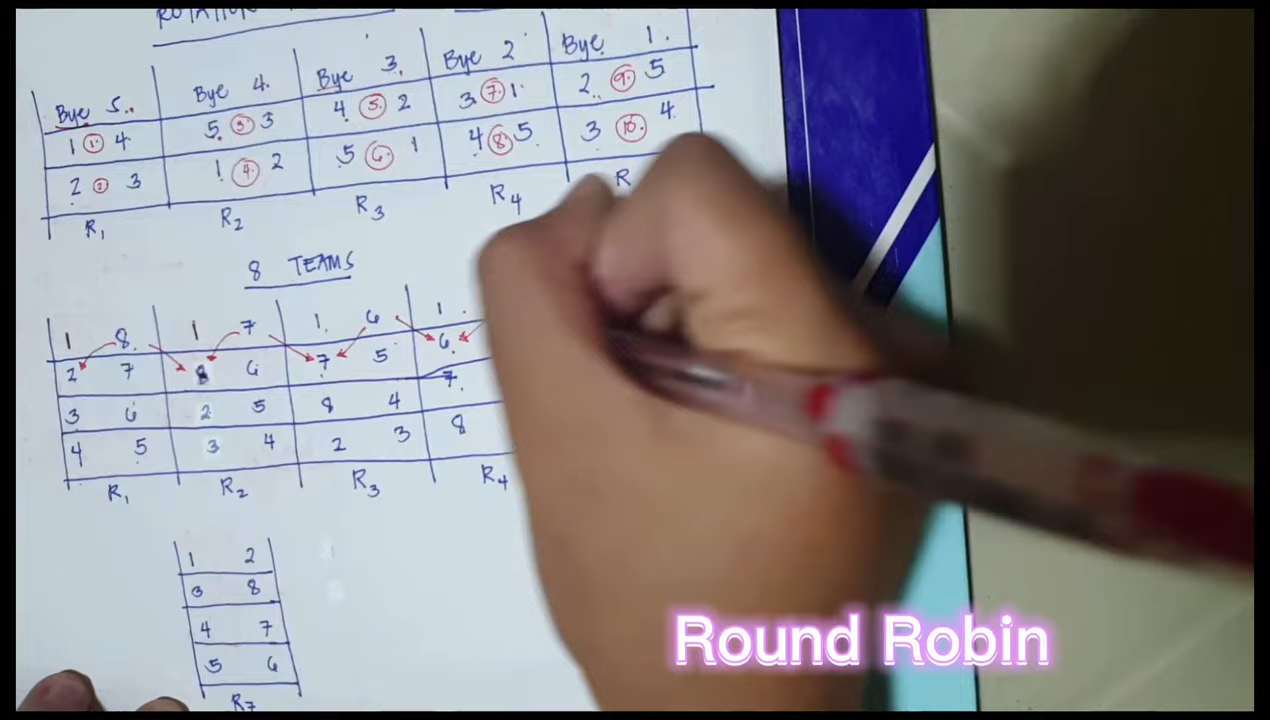 ROTATION
Bye 5.. Bye 4. Bye 3. Bye 2 Bye 1.
1 1. 4 5 3. 3 4 5. 2 3 7 1 2 9. 5
2 2 3 1 4. 2 5 6. 1 4 8 5 3 10. 4
R1 R2 R3 R4 R
8 TEAMS
1 8 1 7 1 6 1
2 7 8 6 7 5 6
3 6 2 5 8 4 7
4 5 3 4 2 3 8
R1 R2 R3 R4
1 2
3 8
4 7
5 6
R7
Round Robin